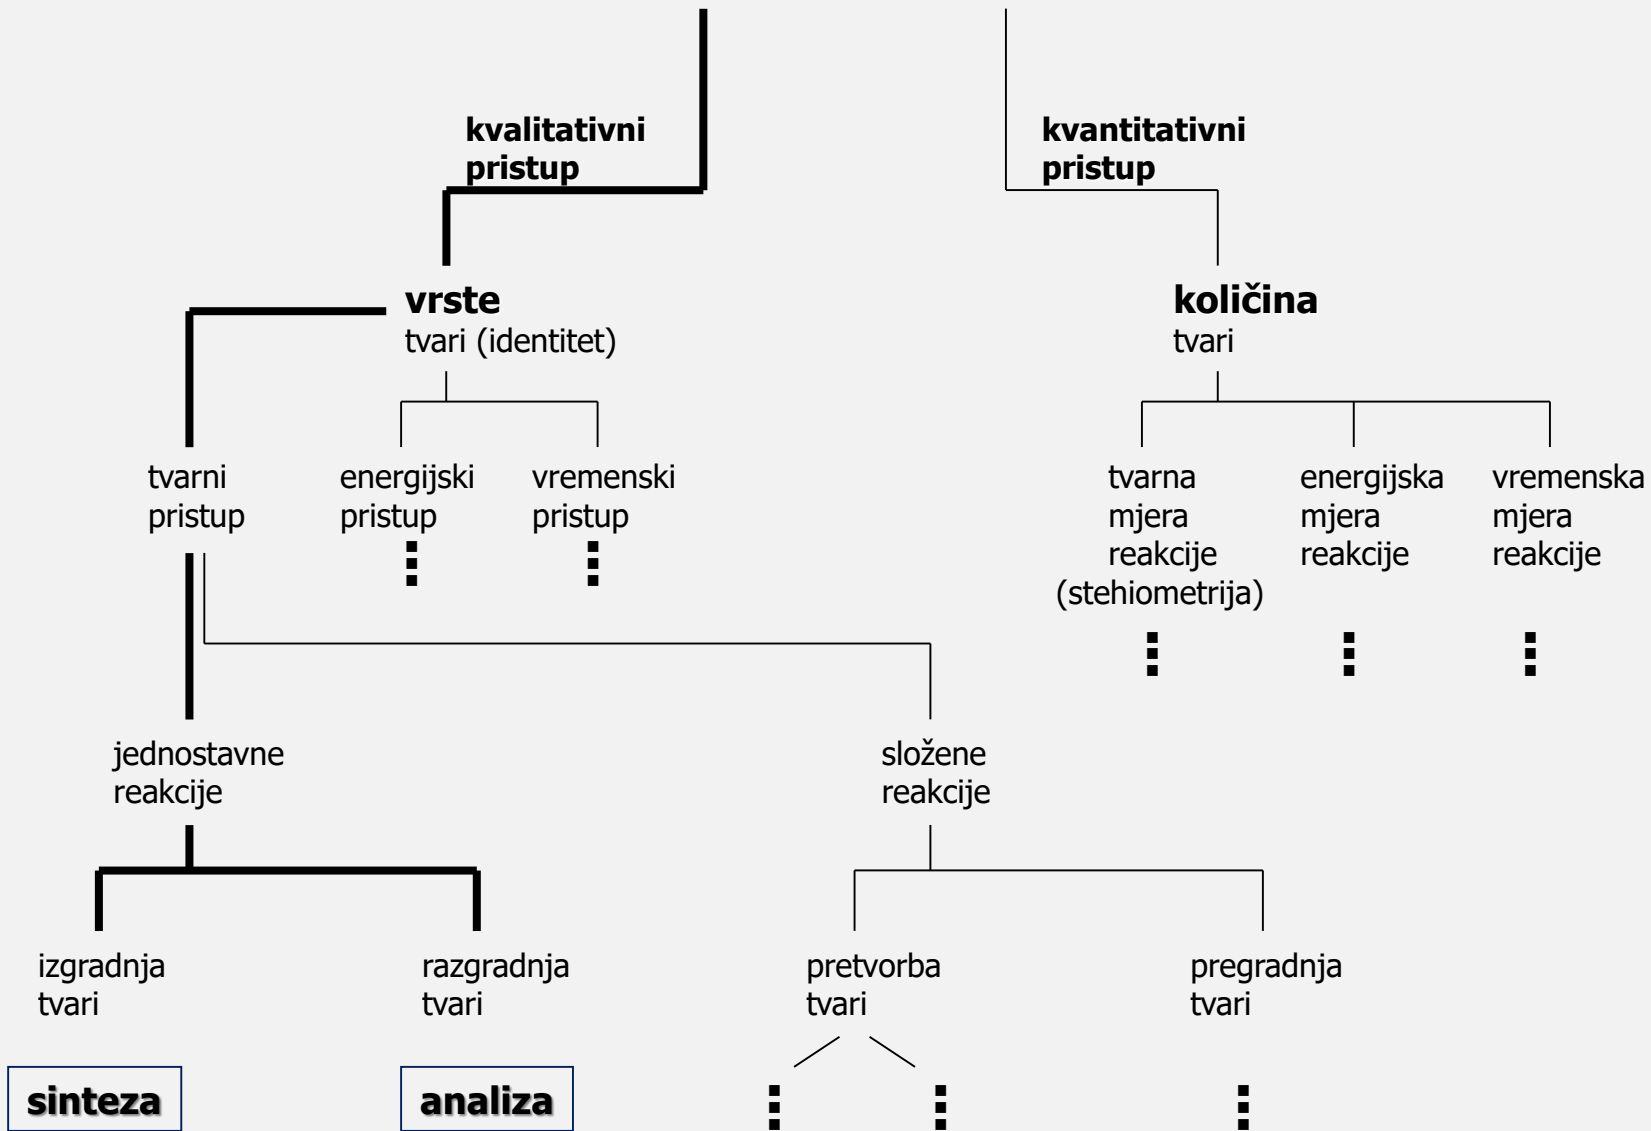 kvalitativni
pristup
kvantitativni
pristup
vrste
tvari (identitet)
količina
tvari
tvarni
pristup
energijski
pristup
vremenski
pristup
tvarna
mjera
reakcije
(stehiometrija)
energijska
mjera
reakcije
vremenska
mjera
reakcije
jednostavne
reakcije
složene
reakcije
izgradnja
tvari
razgradnja
tvari
pretvorba
tvari
pregradnja
tvari
sinteza
analiza